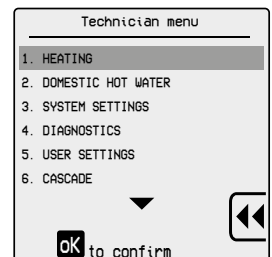 Technician menu
1. HEATING
2. DOMESTIC HOT WATER
3. SYSTEM SETTINGS
4. DIAGNOSTICS
5. USER SETTINGS
6. CASCADE
OK to confirm